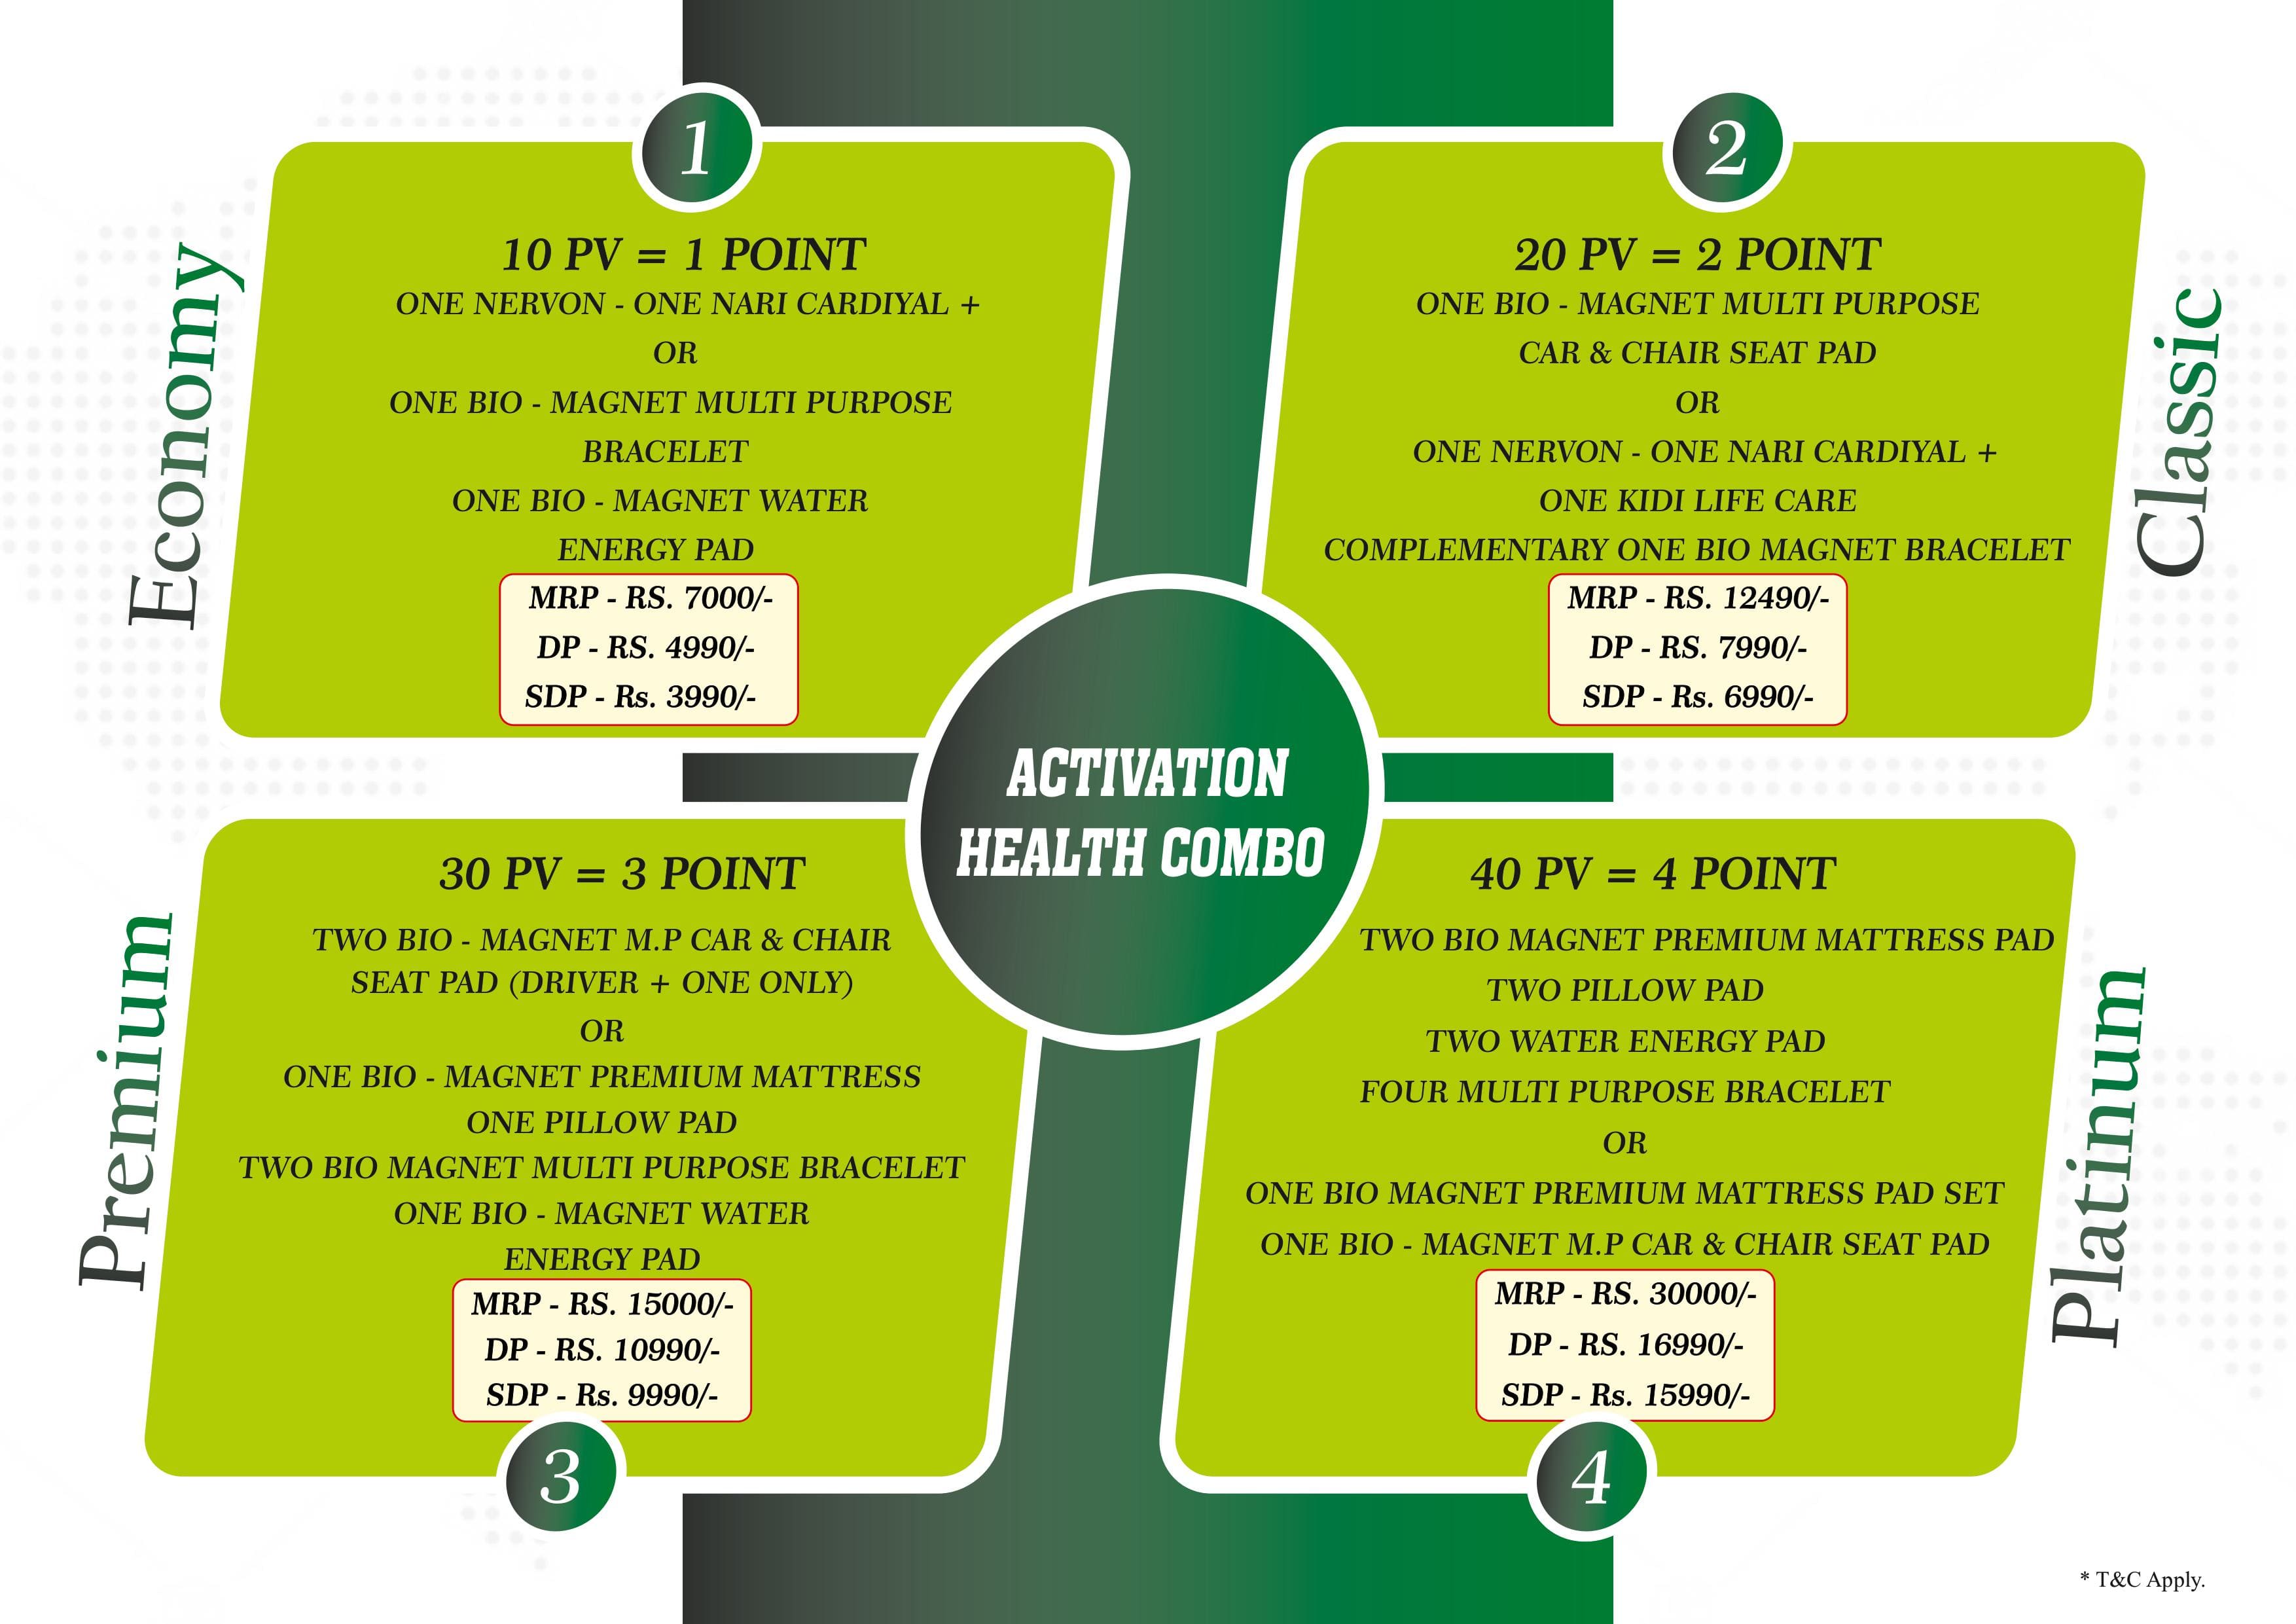 1
Economy
10 PV = 1 POINT
ONE NERVON - ONE NARI CARDIYAL +
OR
ONE BIO - MAGNET MULTI PURPOSE
BRACELET
ONE BIO - MAGNET WATER
ENERGY PAD
MRP - RS. 7000/-
DP - RS. 4990/-
SDP - Rs. 3990/-
2
Classic
20 PV = 2 POINT
ONE BIO - MAGNET MULTI PURPOSE
CAR & CHAIR SEAT PAD
OR
ONE NERVON - ONE NARI CARDIYAL +
ONE KIDI LIFE CARE
COMPLEMENTARY ONE BIO MAGNET BRACELET
MRP - RS. 12490/-
DP - RS. 7990/-
SDP - Rs. 6990/-
ACTIVATION
HEALTH COMBO
Premium
30 PV = 3 POINT
TWO BIO - MAGNET M.P CAR & CHAIR
SEAT PAD (DRIVER + ONE ONLY)
OR
ONE BIO - MAGNET PREMIUM MATTRESS
ONE PILLOW PAD
TWO BIO MAGNET MULTI PURPOSE BRACELET
ONE BIO - MAGNET WATER
ENERGY PAD
MRP - RS. 15000/-
DP - RS. 10990/-
SDP - Rs. 9990/-
3
Platinum
40 PV = 4 POINT
TWO BIO MAGNET PREMIUM MATTRESS PAD
TWO PILLOW PAD
TWO WATER ENERGY PAD
FOUR MULTI PURPOSE BRACELET
OR
ONE BIO MAGNET PREMIUM MATTRESS PAD SET
ONE BIO - MAGNET M.P CAR & CHAIR SEAT PAD
MRP - RS. 30000/-
DP - RS. 16990/-
SDP - Rs. 15990/-
4
* T&C Apply.